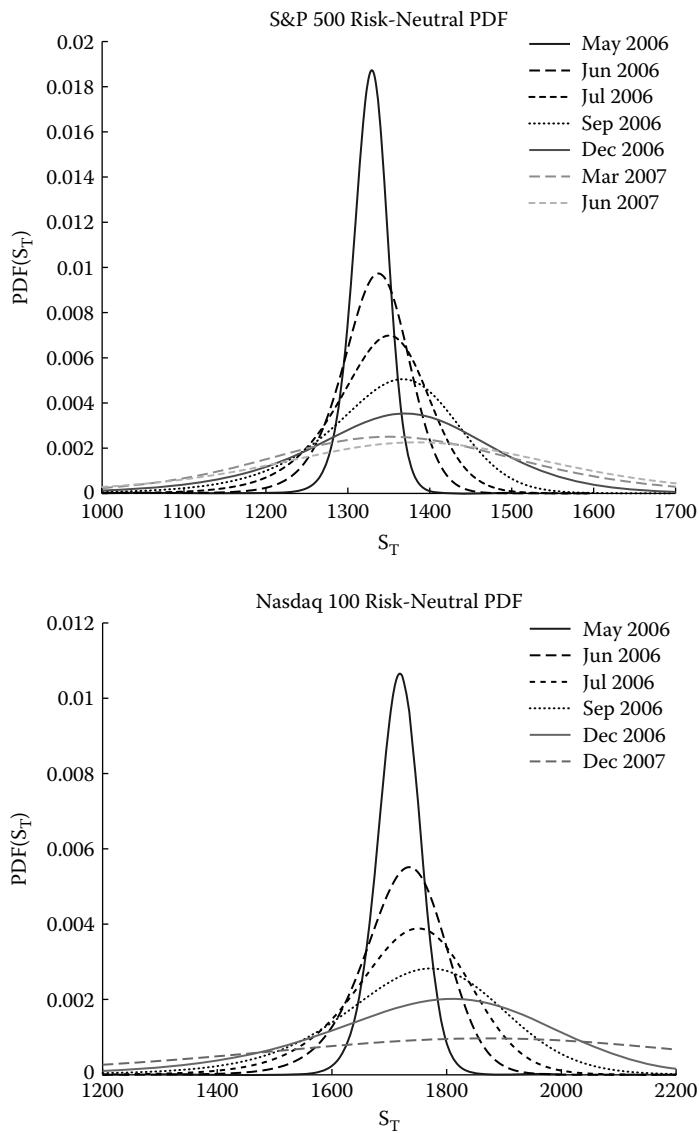 S&P 500 Risk-Neutral PDF
0.02
0.018
0.016
0.014
0.012
0.01
0.008
0.006
0.004
0.002
0
PDF(S_T)
May 2006
Jun 2006
Jul 2006
Sep 2006
Dec 2006
Mar 2007
Jun 2007
1000 1100 1200 1300 1400 1500 1600 1700
S_T
Nasdaq 100 Risk-Neutral PDF
0.012
0.01
0.008
0.006
0.004
0.002
0
PDF(S_T)
May 2006
Jun 2006
Jul 2006
Sep 2006
Dec 2006
Dec 2007
1200 1400 1600 1800 2000 2200
S_T